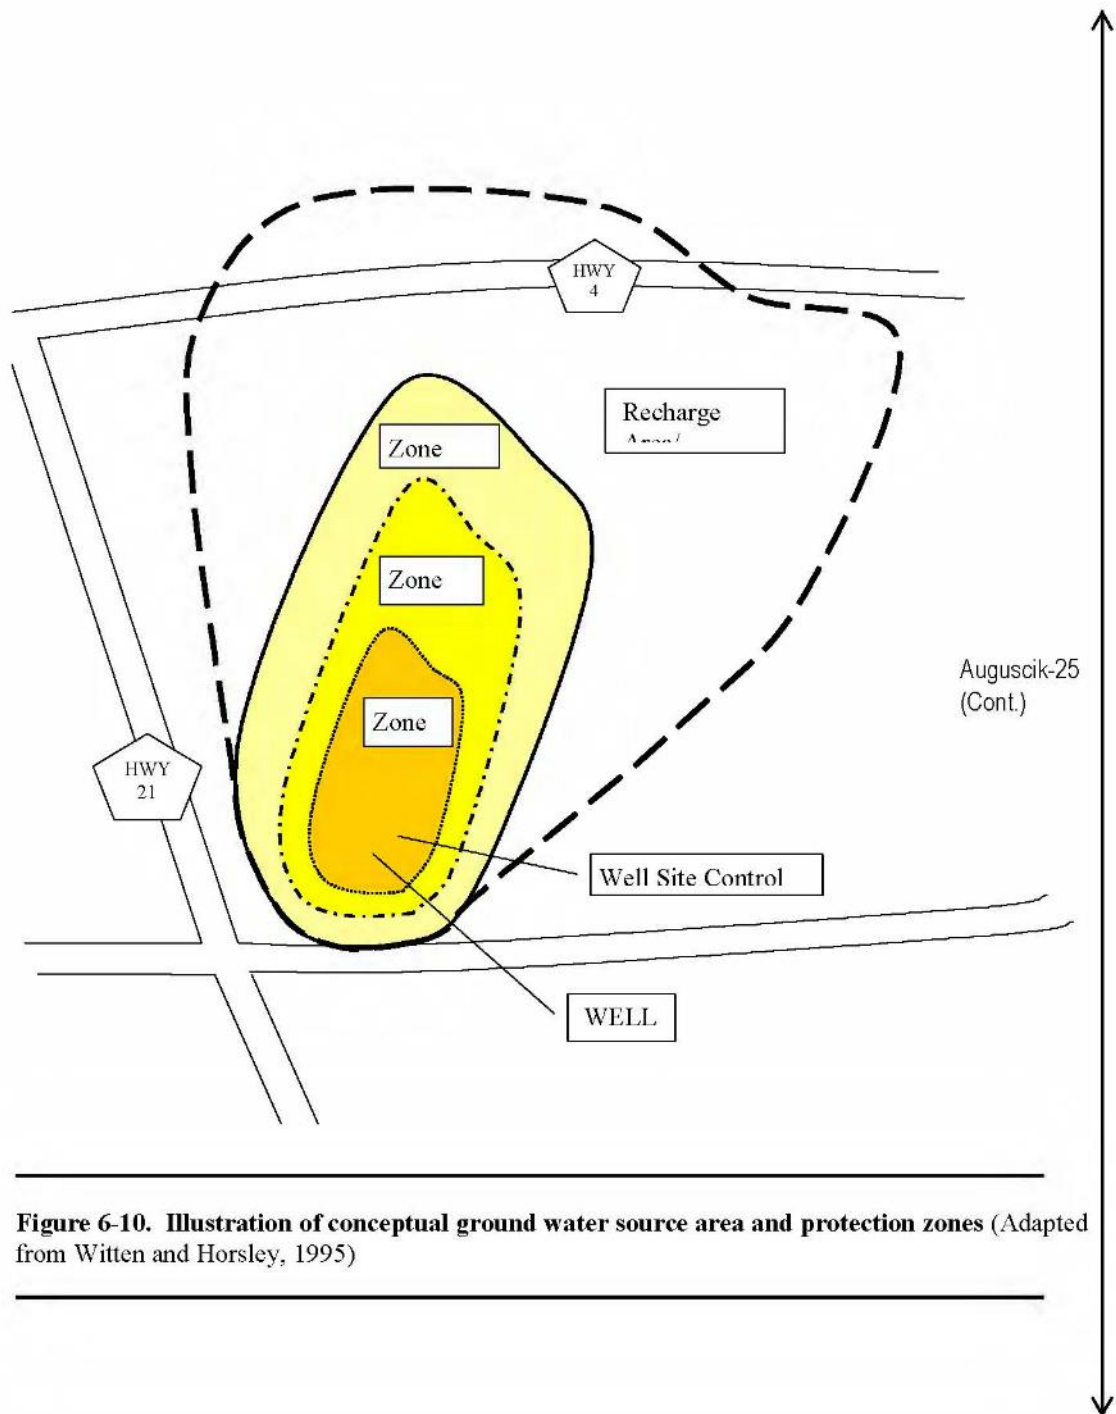 HWY
4
Recharge
Zone
Zone
Auguscik-25
(Cont.)
Zone
HWY
21
Well Site Control
WELL
Figure 6-10. Illustration of conceptual ground water source area and protection zones (Adapted
from Witten and Horsley, 1995)